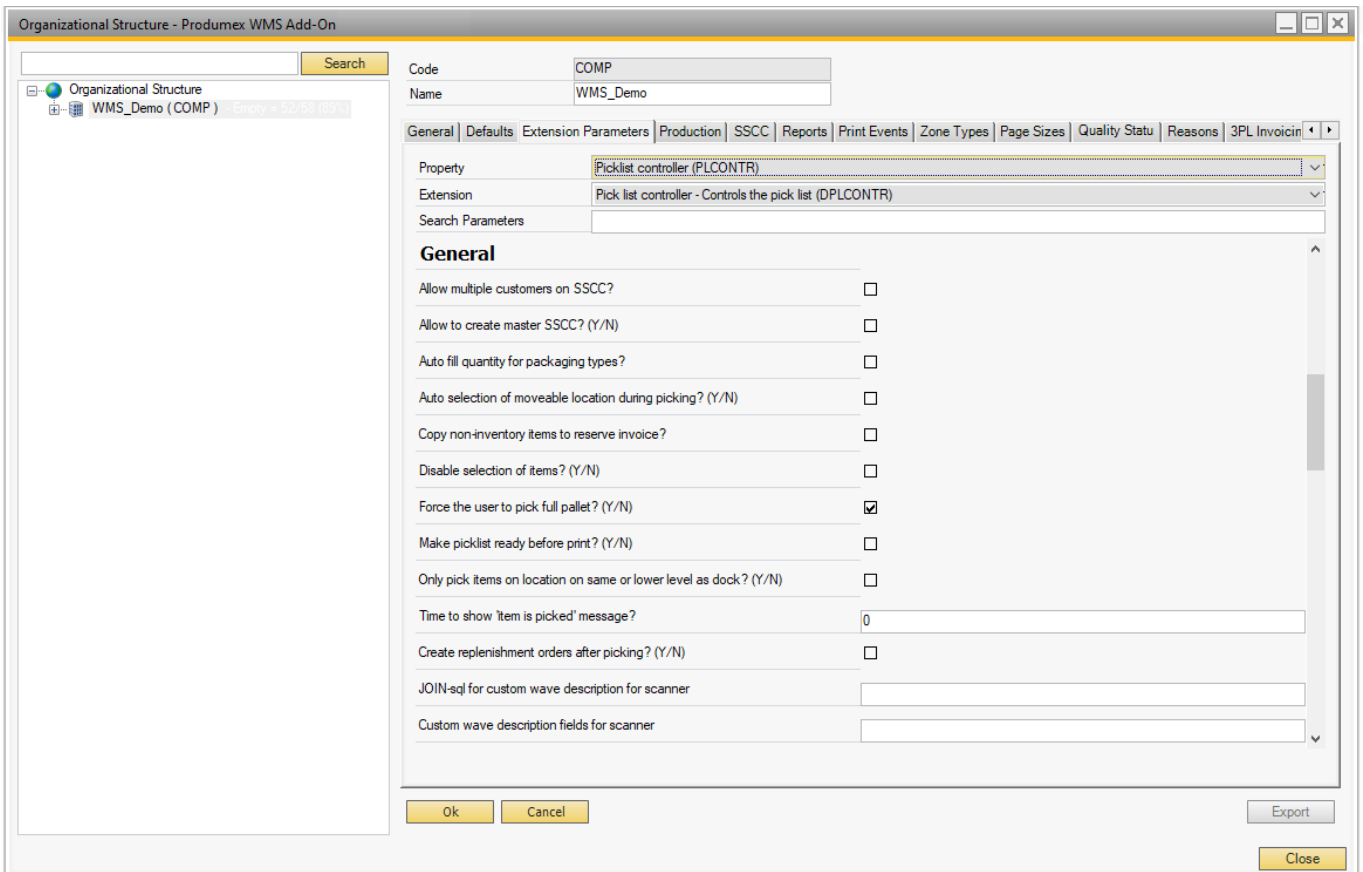 Organizational Structure - Produmex WMS Add-On
Search
Organizational Structure
WMS_Demo ( COMP ) - Empty = 52/58 (89%)
Code COMP
Name WMS_Demo
General Defaults Extension Parameters Production SSCC Reports Print Events Zone Types Page Sizes Quality Statu Reasons 3PL Invoicin
Property Picklist controller (PLCONTR)
Extension Pick list controller - Controls the pick list (DPLCONTR)
Search Parameters
General
Allow multiple customers on SSCC?
Allow to create master SSCC? (Y/N)
Auto fill quantity for packaging types?
Auto selection of moveable location during picking? (Y/N)
Copy non-inventory items to reserve invoice?
Disable selection of items? (Y/N)
Force the user to pick full pallet? (Y/N)
Make picklist ready before print? (Y/N)
Only pick items on location on same or lower level as dock? (Y/N)
Time to show 'item is picked' message? 0
Create replenishment orders after picking? (Y/N)
JOIN-sql for custom wave description for scanner
Custom wave description fields for scanner
Ok Cancel Export
Close